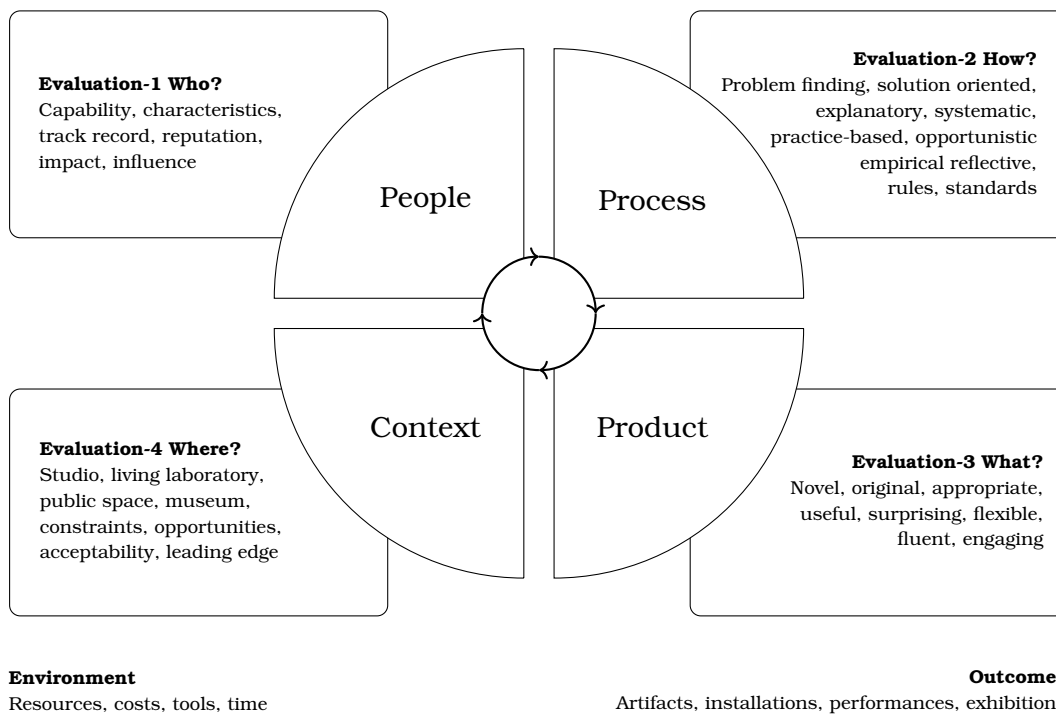 Evaluation-1 Who?
Capability, characteristics,
track record, reputation,
impact, influence
Evaluation-2 How?
Problem finding, solution oriented,
explanatory, systematic,
practice-based, opportunistic
empirical reflective,
rules, standards
People
Process
Context
Product
Evaluation-4 Where?
Studio, living laboratory,
public space, museum,
constraints, opportunities,
acceptability, leading edge
Evaluation-3 What?
Novel, original, appropriate,
useful, surprising, flexible,
fluent, engaging
Environment
Resources, costs, tools, time
Outcome
Artifacts, installations, performances, exhibition